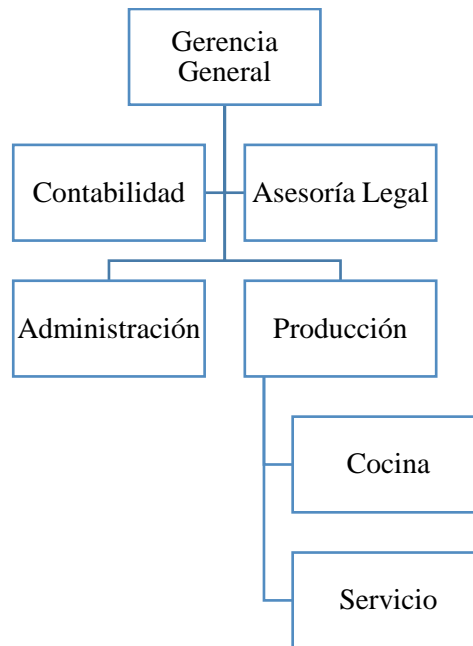 Gerencia
General
Contabilidad
Asesoría Legal
Administración
Producción
Cocina
Servicio